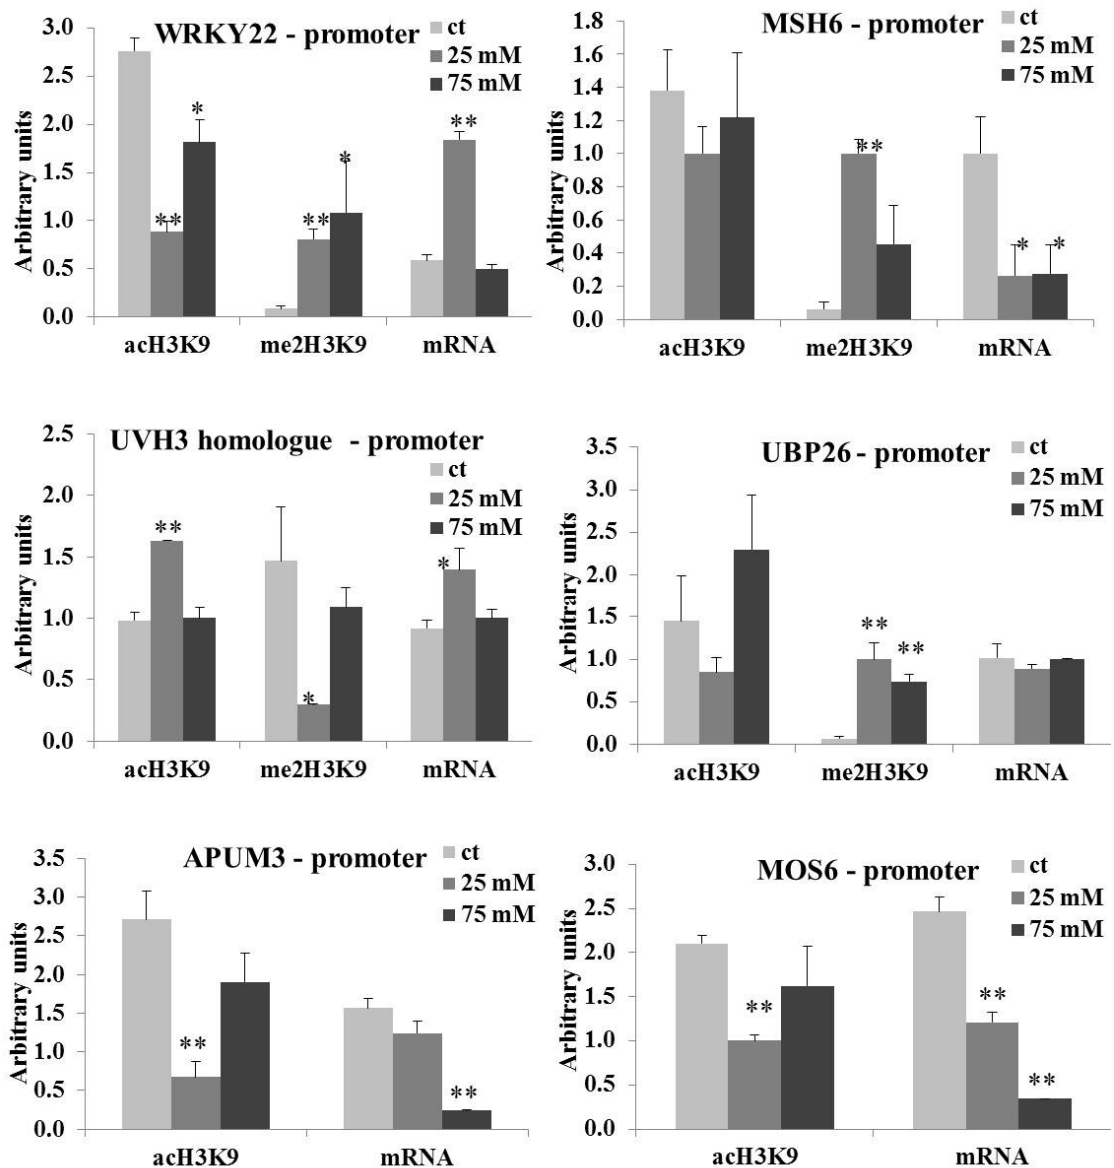 WRKY22 - promoter
ct
25 mM
75 mM
Arbitrary units
3.0
2.5
2.0
1.5
1.0
0.5
0.0
**
*
**
*
**
acH3K9 me2H3K9 mRNA
MSH6 - promoter
ct
25 mM
75 mM
Arbitrary units
1.8
1.6
1.4
1.2
1.0
0.8
0.6
0.4
0.2
0.0
**
*
*
acH3K9 me2H3K9 mRNA
UVH3 homologue - promoter
ct
25 mM
75 mM
Arbitrary units
2.5
2.0
1.5
1.0
0.5
0.0
**
*
*
acH3K9 me2H3K9 mRNA
UBP26 - promoter
ct
25 mM
75 mM
Arbitrary units
3.5
3.0
2.5
2.0
1.5
1.0
0.5
0.0
**
**
acH3K9 me2H3K9 mRNA
APUM3 - promoter
ct
25 mM
75 mM
Arbitrary units
3.5
3.0
2.5
2.0
1.5
1.0
0.5
0.0
**
**
acH3K9 mRNA
MOS6 - promoter
ct
25 mM
75 mM
Arbitrary units
3.0
2.5
2.0
1.5
1.0
0.5
0.0
**
**
**
acH3K9 mRNA